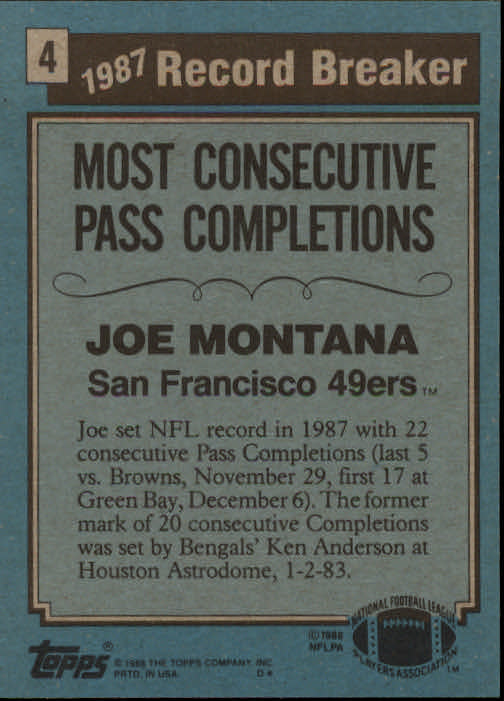 4
1987 Record Breaker
MOST CONSECUTIVE
PASS COMPLETIONS
JOE MONTANA
San Francisco 49ers™
Joe set NFL record in 1987 with 22
consecutive Pass Completions (last 5
vs. Browns, November 29, first 17 at
Green Bay, December 6). The former
mark of 20 consecutive Completions
was set by Bengals' Ken Anderson at
Houston Astrodome, 1-2-83.
topps®
© 1988 THE TOPPS COMPANY, INC.
PRTD. IN USA D*
© 1988
NFLPA
NATIONAL FOOTBALL LEAGUE
PLAYERS ASSOCIATION™